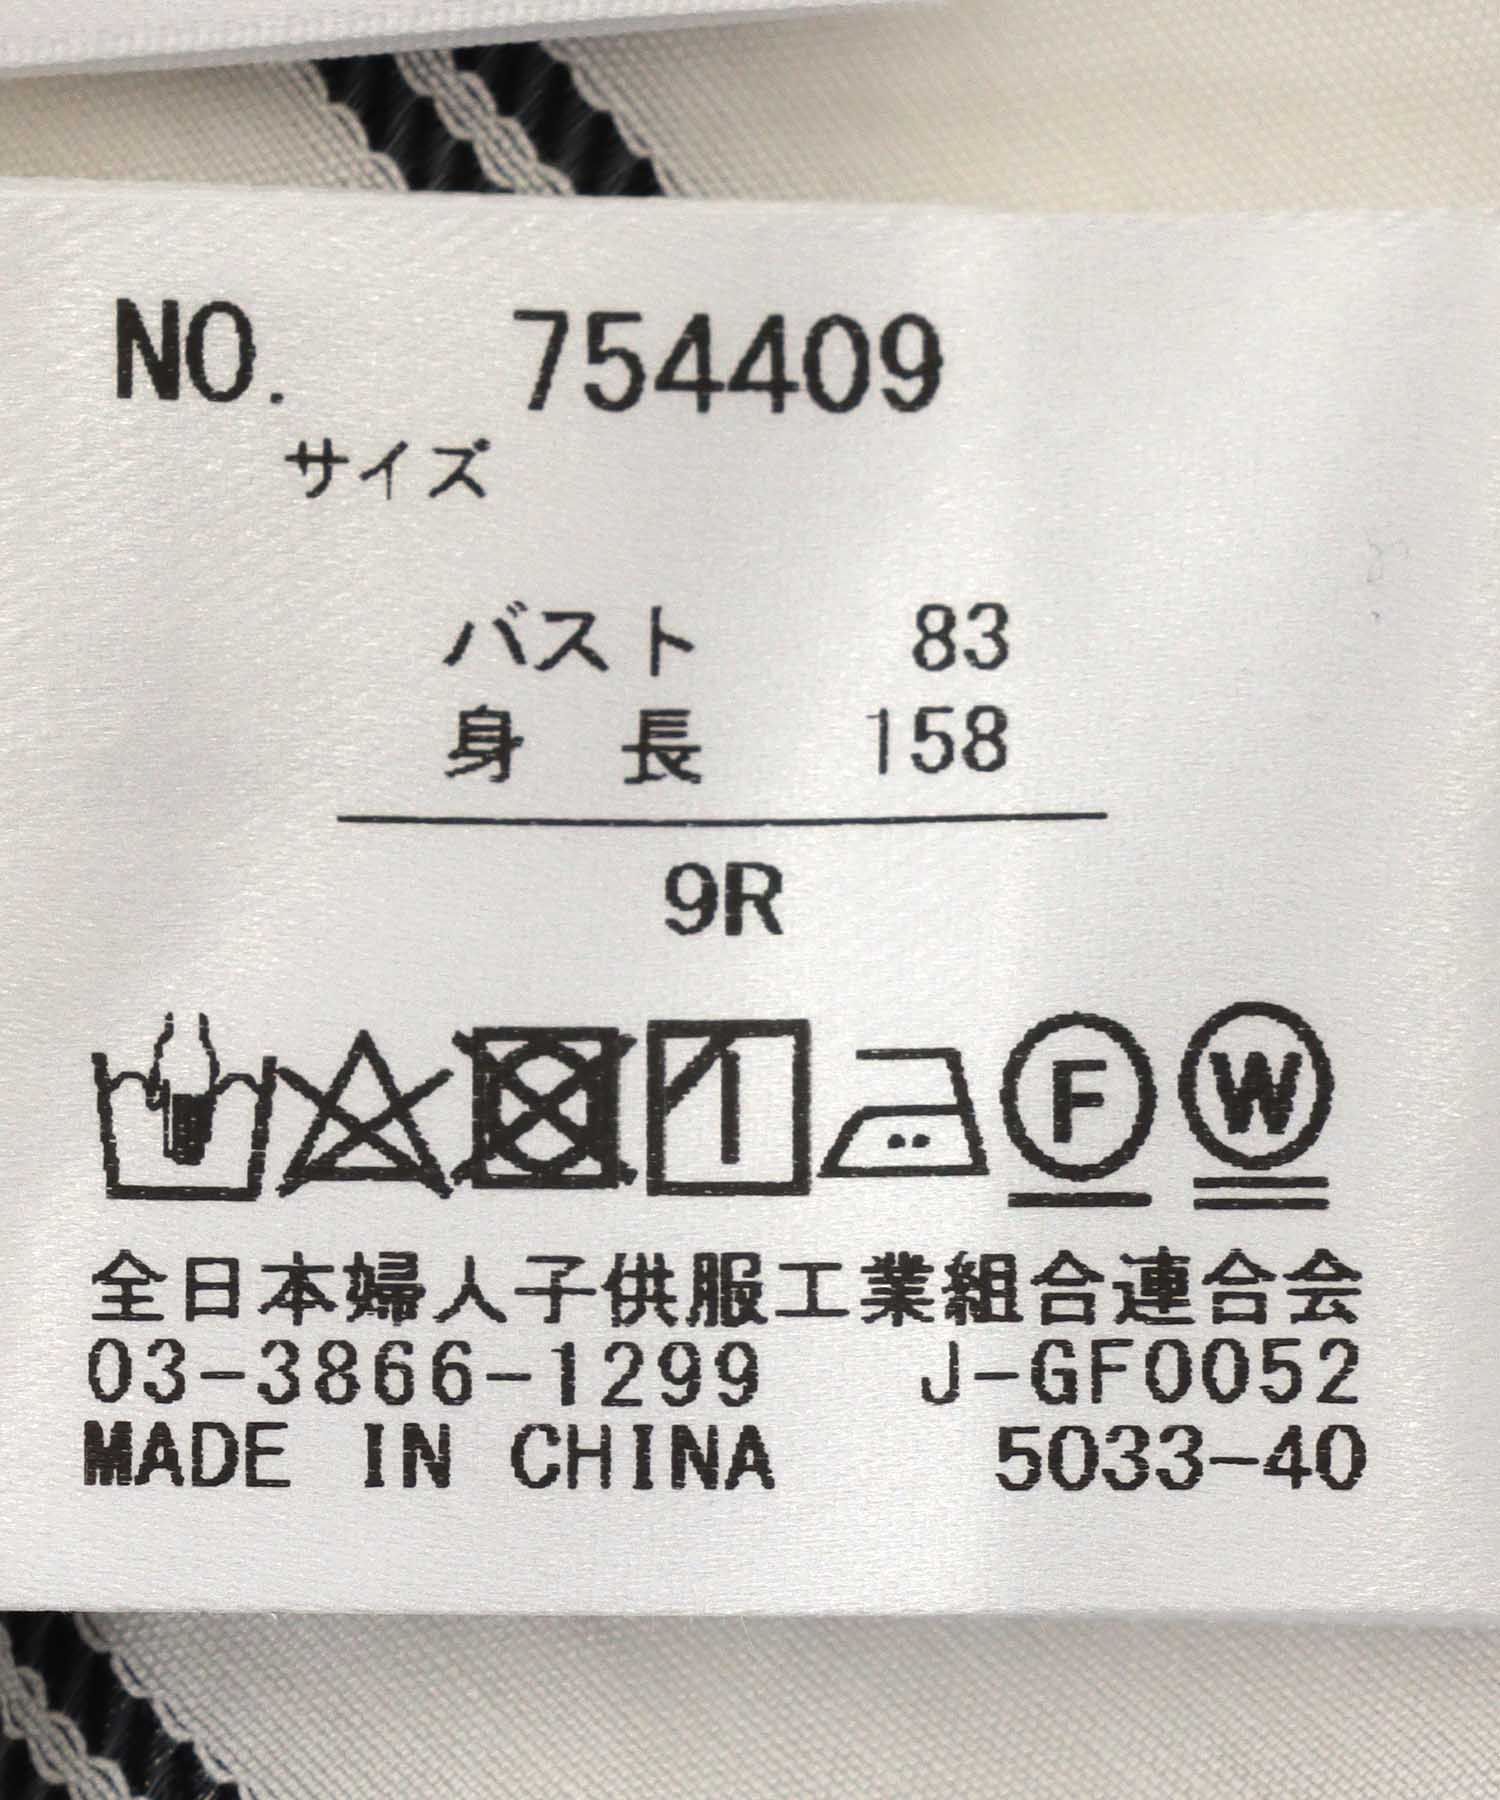 NO. 754409
サイズ
バスト 83
身長 158
9R
F W
全日本婦人子供服工業組合連合会
03-3866-1299 J-GF0052
MADE IN CHINA 5033-40